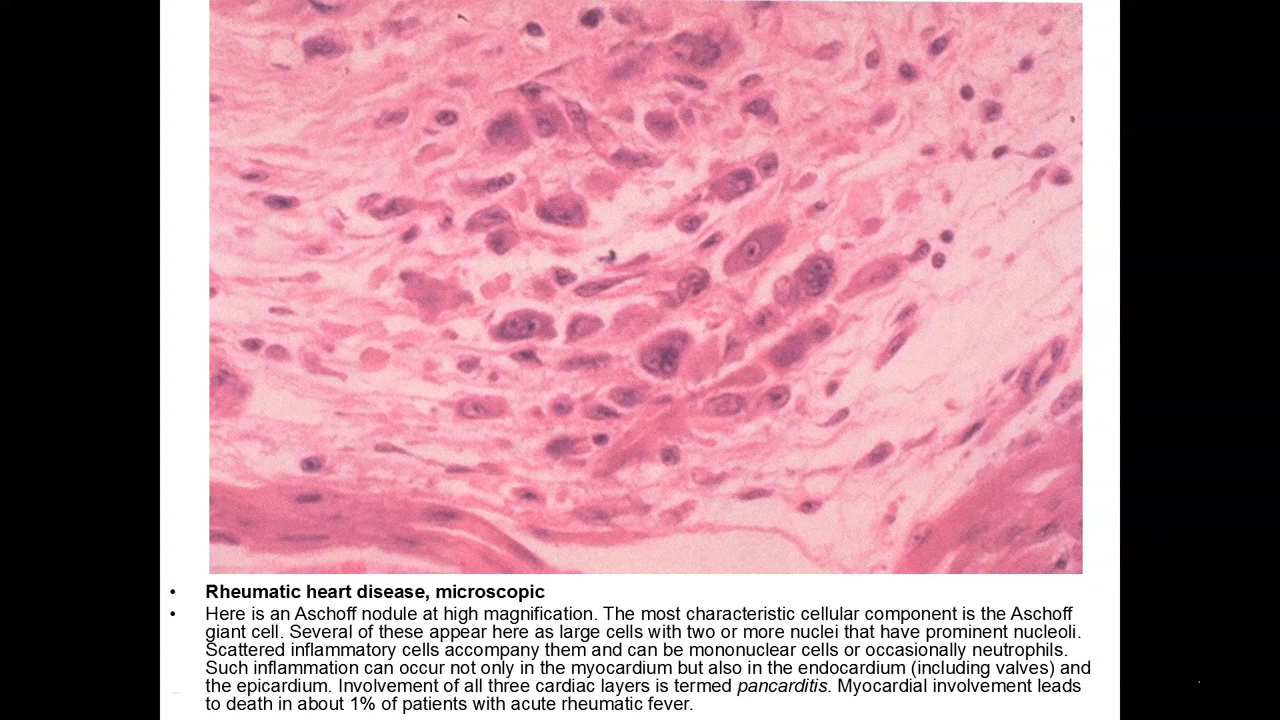 • Rheumatic heart disease, microscopic
• Here is an Aschoff nodule at high magnification. The most characteristic cellular component is the Aschoff
giant cell. Several of these appear here as large cells with two or more nuclei that have prominent nucleoli.
Scattered inflammatory cells accompany them and can be mononuclear cells or occasionally neutrophils.
Such inflammation can occur not only in the myocardium but also in the endocardium (including valves) and
the epicardium. Involvement of all three cardiac layers is termed pancarditis. Myocardial involvement leads
to death in about 1% of patients with acute rheumatic fever.